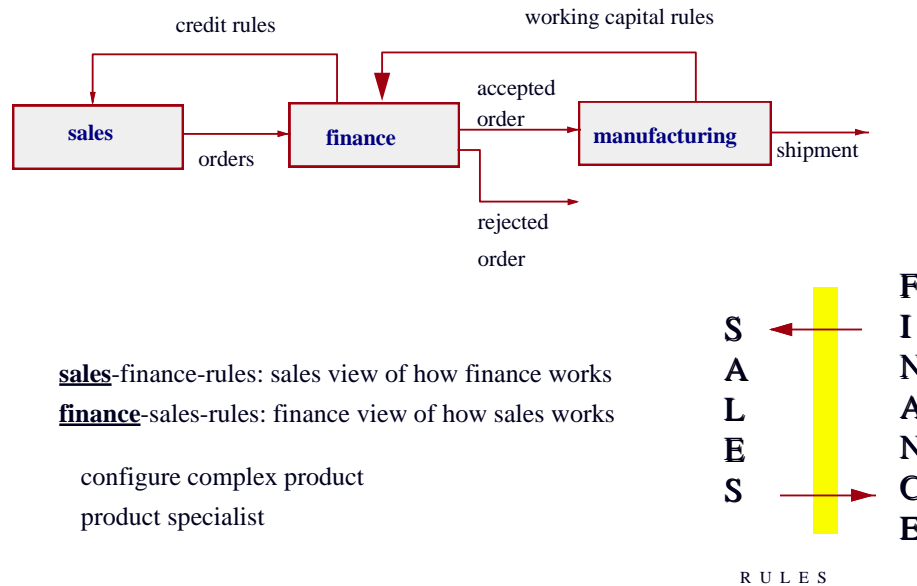 working capital rules
credit rules
accepted
order
sales
finance
manufacturing
orders
shipment
rejected
order
sales-finance-rules: sales view of how finance works
finance-sales-rules: finance view of how sales works
configure complex product
product specialist
SALES
FINANCE
RULES